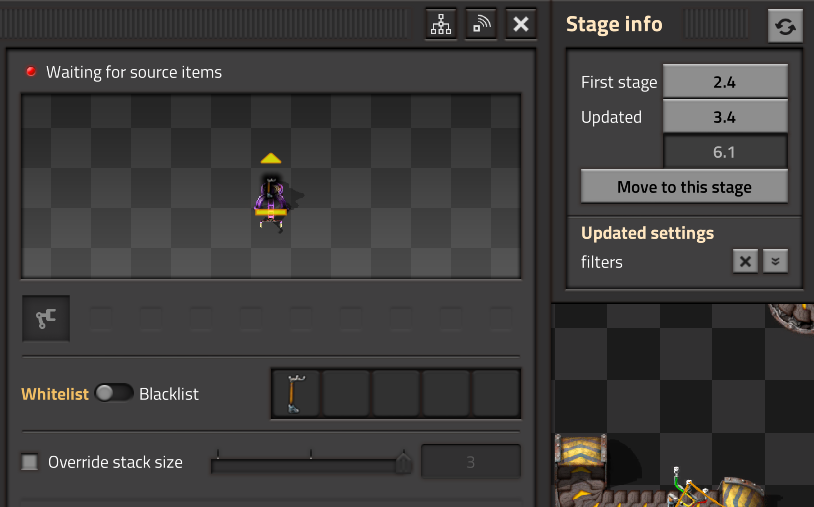 Stage info
Waiting for source items
First stage 2.4
Updated 3.4
6.1
Move to this stage
Updated settings
filters
Whitelist Blacklist
Override stack size 3